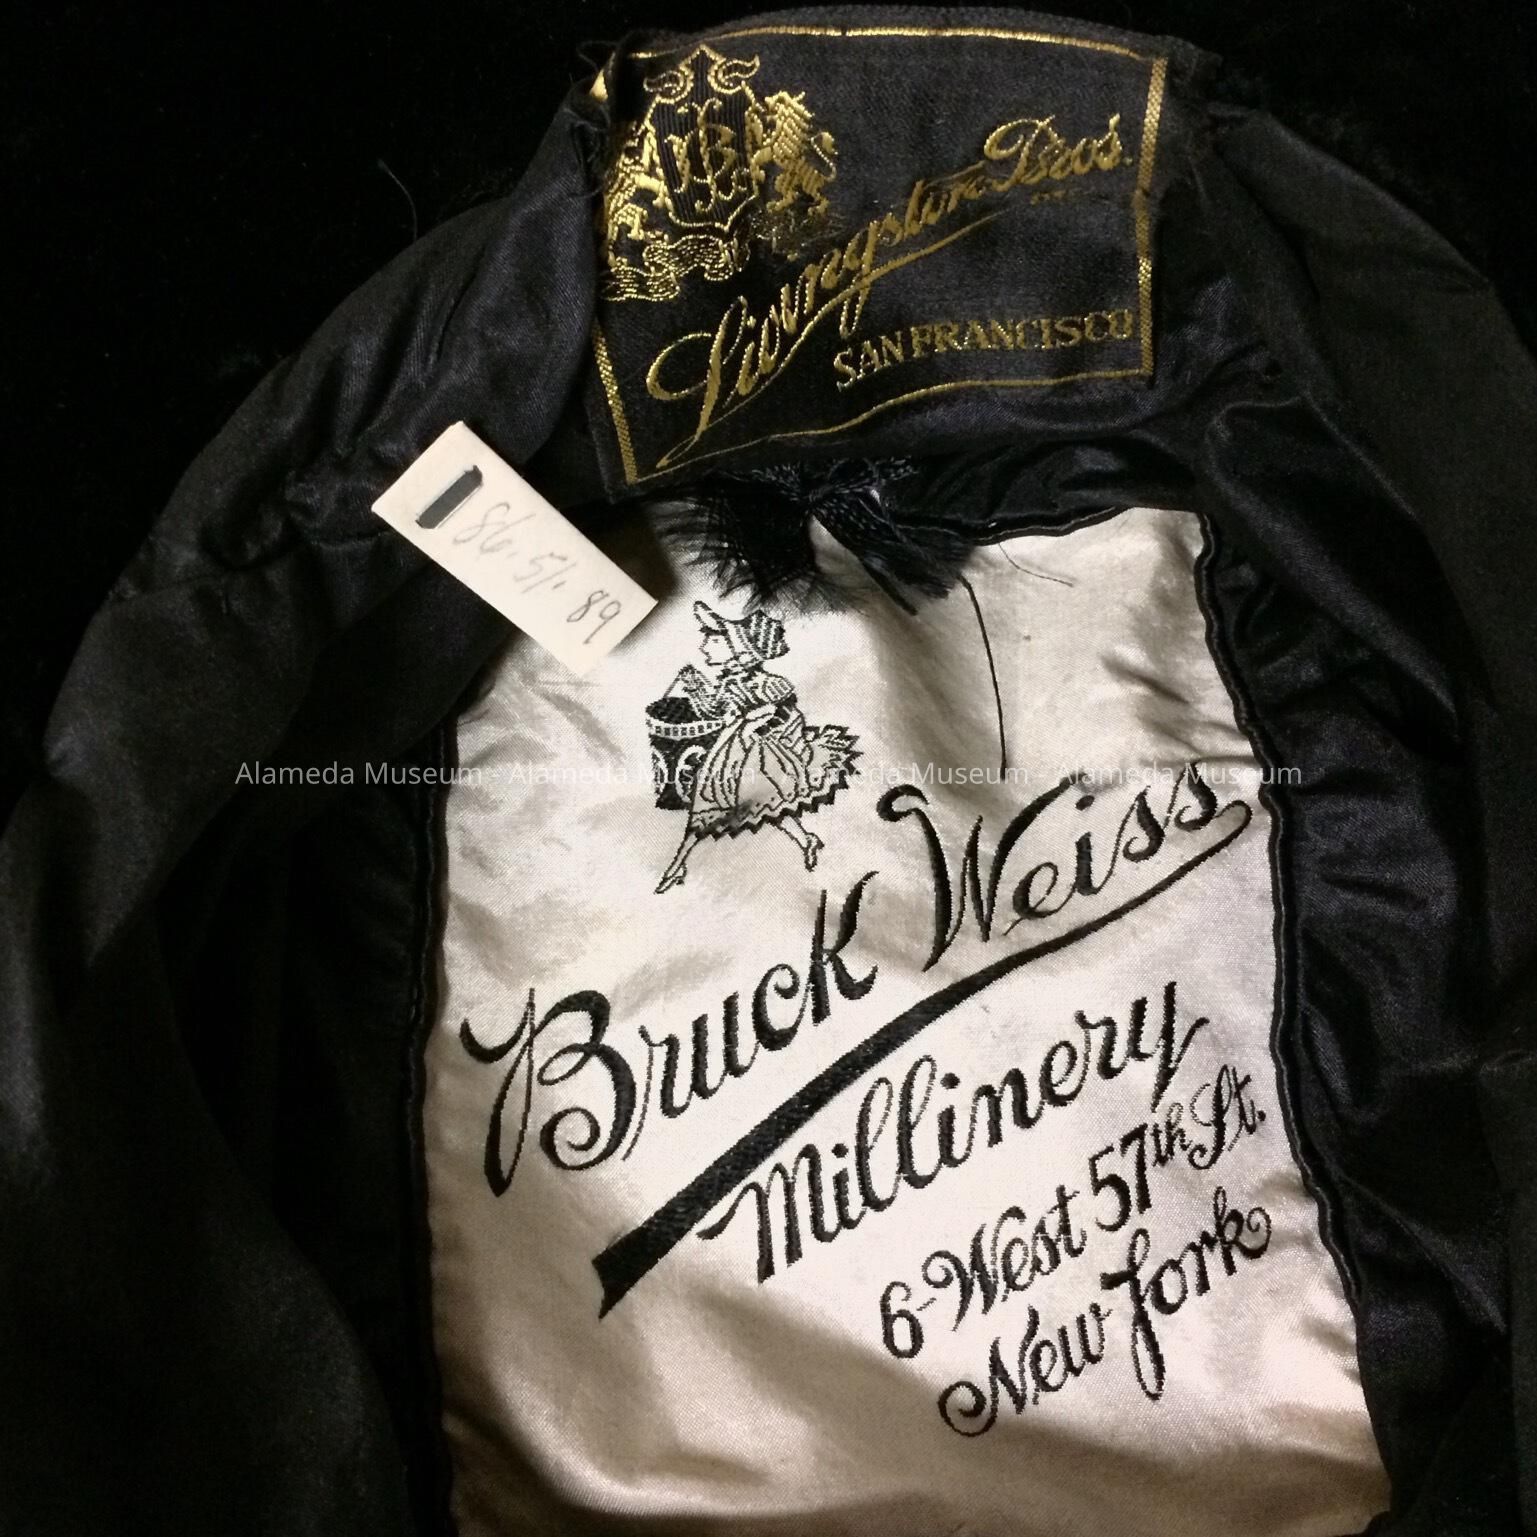 LB
Livingston Bros.
SAN FRANCISCO
86.51.89
Alameda Museum - Alameda Museum - Alameda Museum - Alameda Museum
Bruck Weiss
Millinery
6-West 57th St.
New York